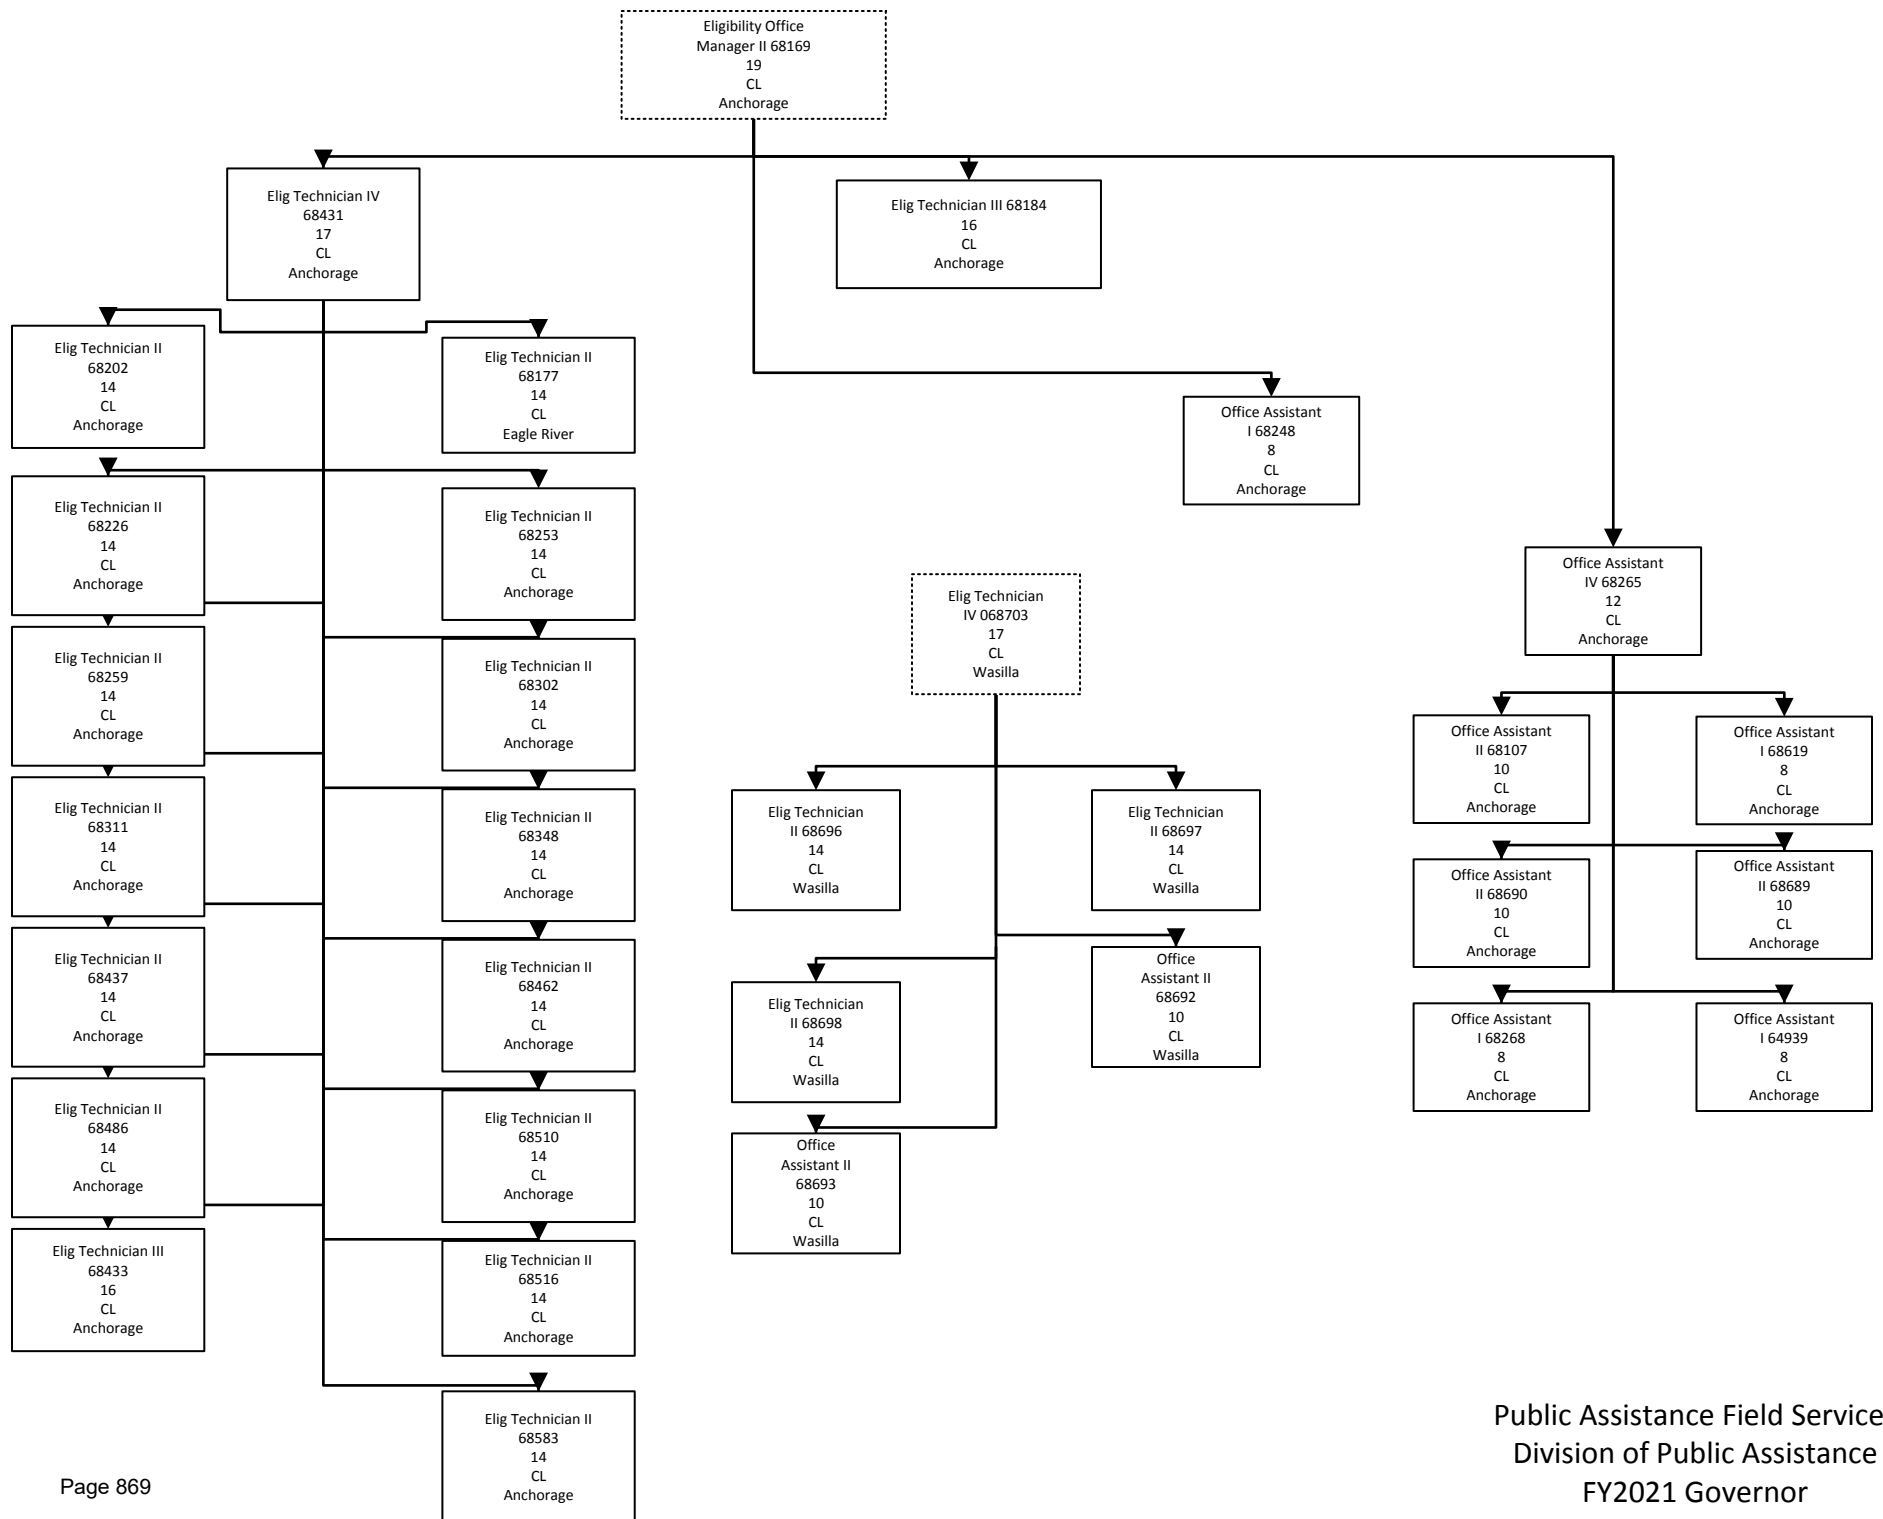 Eligibility Office
Manager II 68169
19
CL
Anchorage
Elig Technician IV
68431
17
CL
Anchorage
Elig Technician III 68184
16
CL
Anchorage
Elig Technician II
68202
14
CL
Anchorage
Elig Technician II
68177
14
CL
Eagle River
Office Assistant
I 68248
8
CL
Anchorage
Elig Technician II
68226
14
CL
Anchorage
Elig Technician II
68253
14
CL
Anchorage
Elig Technician
IV 068703
17
CL
Wasilla
Office Assistant
IV 68265
12
CL
Anchorage
Elig Technician II
68259
14
CL
Anchorage
Elig Technician II
68302
14
CL
Anchorage
Office Assistant
II 68107
10
CL
Anchorage
Office Assistant
I 68619
8
CL
Anchorage
Elig Technician II
68311
14
CL
Anchorage
Elig Technician II
68348
14
CL
Anchorage
Elig Technician
II 68696
14
CL
Wasilla
Elig Technician
II 68697
14
CL
Wasilla
Office Assistant
II 68690
10
CL
Anchorage
Office Assistant
II 68689
10
CL
Anchorage
Elig Technician II
68437
14
CL
Anchorage
Elig Technician II
68462
14
CL
Anchorage
Elig Technician
II 68698
14
CL
Wasilla
Office
Assistant II
68692
10
CL
Wasilla
Office Assistant
I 68268
8
CL
Anchorage
Office Assistant
I 64939
8
CL
Anchorage
Elig Technician II
68486
14
CL
Anchorage
Elig Technician II
68510
14
CL
Anchorage
Office
Assistant II
68693
10
CL
Wasilla
Elig Technician III
68433
16
CL
Anchorage
Elig Technician II
68516
14
CL
Anchorage
Elig Technician II
68583
14
CL
Anchorage
Page 869
Public Assistance Field Service
Division of Public Assistance
FY2021 Governor